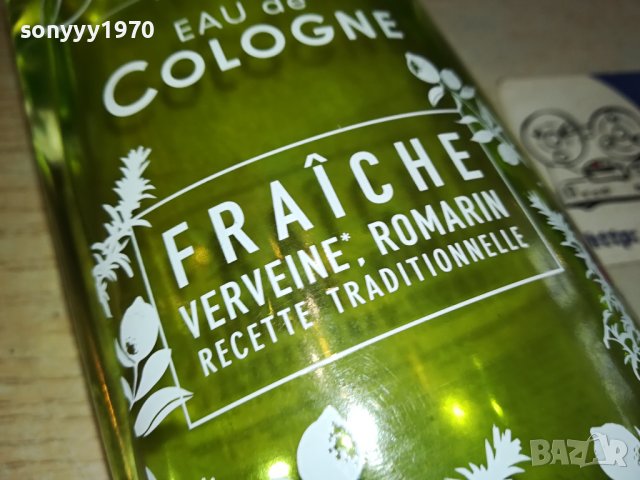 sonyyy1970
EAU de
COLOGNE
FRAÎCHE
VERVEINE*, ROMARIN
RECETTE TRADITIONNELLE
BAZAR